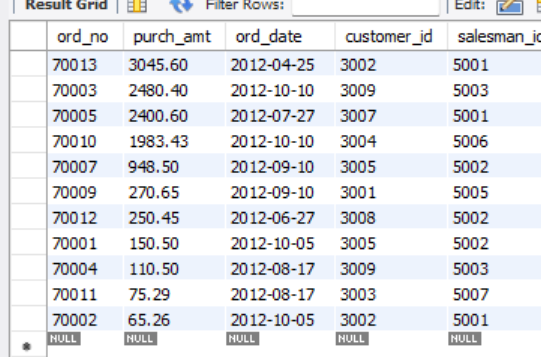 Result Grid Filter Rows: Edit:
ord_no purch_amt ord_date customer_id salesman_id
70013 3045.60 2012-04-25 3002 5001
70003 2480.40 2012-10-10 3009 5003
70005 2400.60 2012-07-27 3007 5001
70010 1983.43 2012-10-10 3004 5006
70007 948.50 2012-09-10 3005 5002
70009 270.65 2012-09-10 3001 5005
70012 250.45 2012-06-27 3008 5002
70001 150.50 2012-10-05 3005 5002
70004 110.50 2012-08-17 3009 5003
70011 75.29 2012-08-17 3003 5007
70002 65.26 2012-10-05 3002 5001
NULL NULL NULL NULL NULL